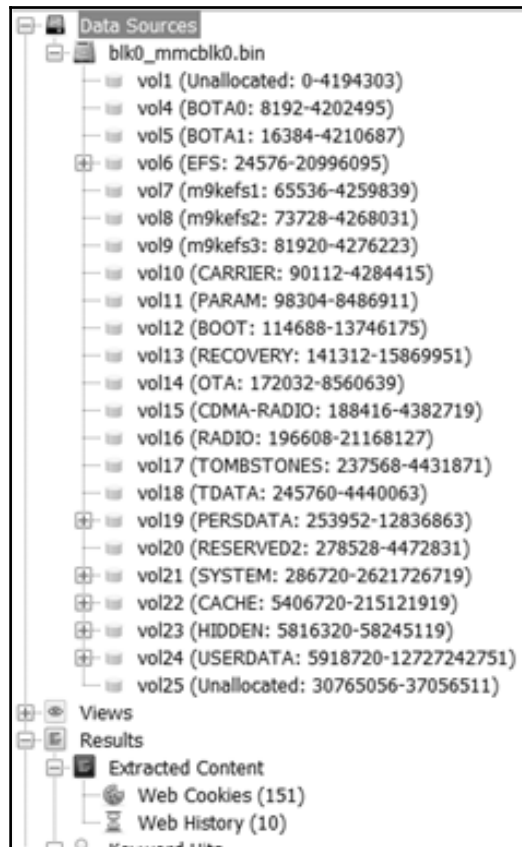 Data Sources
blk0_mmcblk0.bin
vol1 (Unallocated: 0-4194303)
vol4 (BOTA0: 8192-4202495)
vol5 (BOTA1: 16384-4210687)
vol6 (EFS: 24576-20996095)
vol7 (m9kefs1: 65536-4259839)
vol8 (m9kefs2: 73728-4268031)
vol9 (m9kefs3: 81920-4276223)
vol10 (CARRIER: 90112-4284415)
vol11 (PARAM: 98304-8486911)
vol12 (BOOT: 114688-13746175)
vol13 (RECOVERY: 141312-15869951)
vol14 (OTA: 172032-8560639)
vol15 (CDMA-RADIO: 188416-4382719)
vol16 (RADIO: 196608-21168127)
vol17 (TOMBSTONES: 237568-4431871)
vol18 (TDATA: 245760-4440063)
vol19 (PERSDATA: 253952-12836863)
vol20 (RESERVED2: 278528-4472831)
vol21 (SYSTEM: 286720-2621726719)
vol22 (CACHE: 5406720-215121919)
vol23 (HIDDEN: 5816320-58245119)
vol24 (USERDATA: 5918720-12727242751)
vol25 (Unallocated: 30765056-37056511)
Views
Results
Extracted Content
Web Cookies (151)
Web History (10)